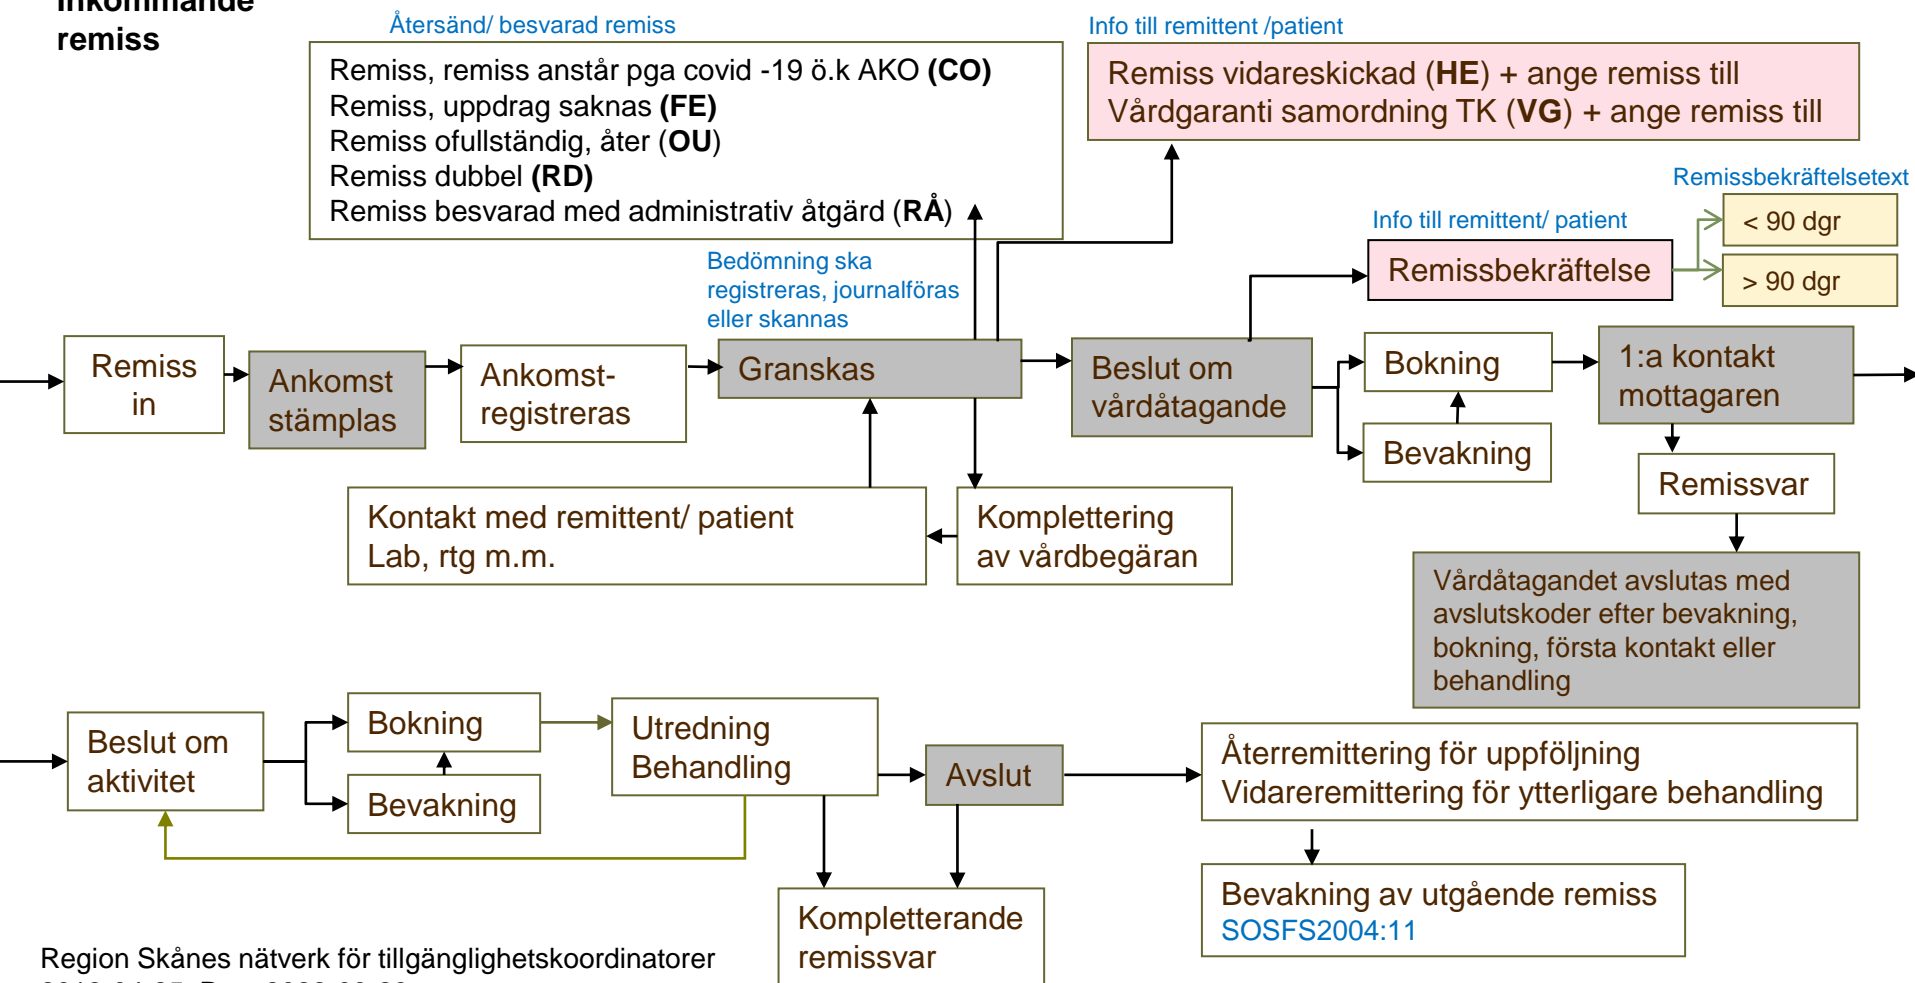 Inkommande
remiss
Återsänd/ besvarad remiss
Remiss, remiss anstår pga covid -19 ö.k AKO (CO)
Remiss, uppdrag saknas (FE)
Remiss ofullständig, åter (OU)
Remiss dubbel (RD)
Remiss besvarad med administrativ åtgärd (RÅ)
Info till remittent /patient
Remiss vidareskickad (HE) + ange remiss till
Vårdgaranti samordning TK (VG) + ange remiss till
Remissbekräftelsetext
< 90 dgr
> 90 dgr
Info till remittent/ patient
Remissbekräftelse
Bedömning ska
registreras, journalföras
eller skannas
Remiss
in
Ankomst
stämplas
Ankomst-
registreras
Granskas
Beslut om
vårdåtagande
Bokning
Bevakning
1:a kontakt
mottagaren
Remissvar
Kontakt med remittent/ patient
Lab, rtg m.m.
Komplettering
av vårdbegäran
Vårdåtagandet avslutas med
avslutskoder efter bevakning,
bokning, första kontakt eller
behandling
Beslut om
aktivitet
Bokning
Bevakning
Utredning
Behandling
Avslut
Återremittering för uppföljning
Vidareremittering för ytterligare behandling
Bevakning av utgående remiss
SOSFS2004:11
Kompletterande
remissvar
Region Skånes nätverk för tillgänglighetskoordinatorer